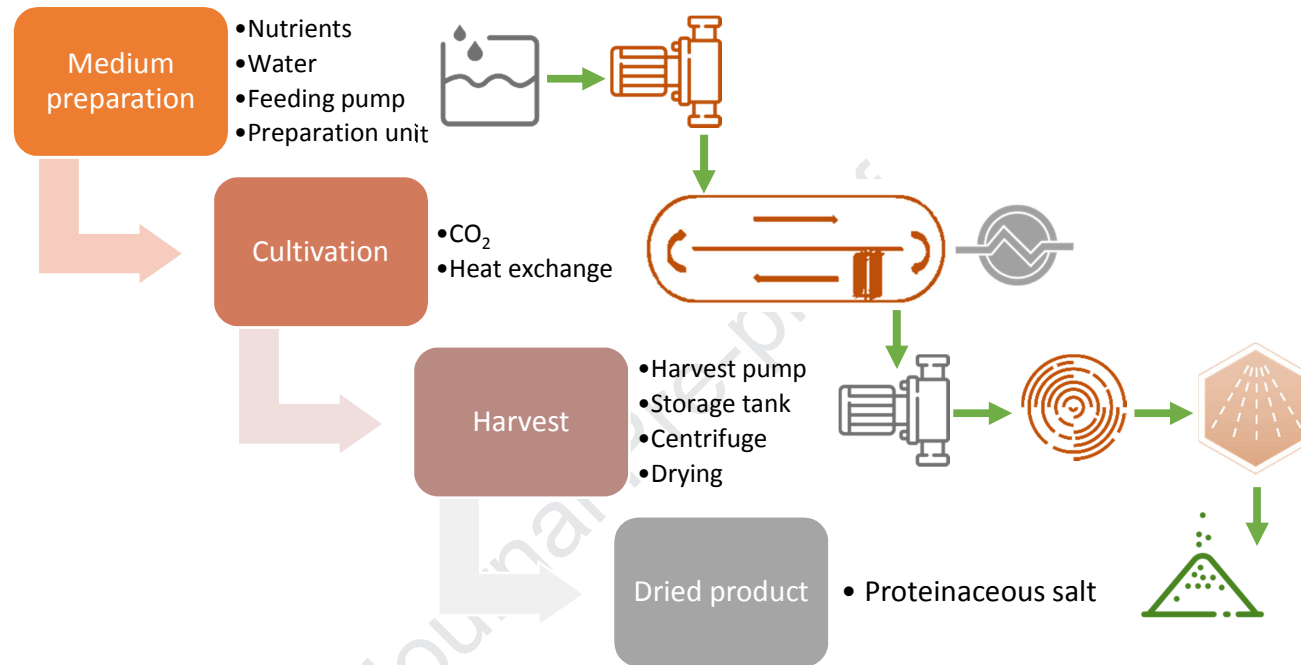 Medium
preparation
•Nutrients
•Water
•Feeding pump
•Preparation unit
Cultivation
•CO₂
•Heat exchange
Harvest
•Harvest pump
•Storage tank
•Centrifuge
•Drying
Dried product
• Proteinaceous salt